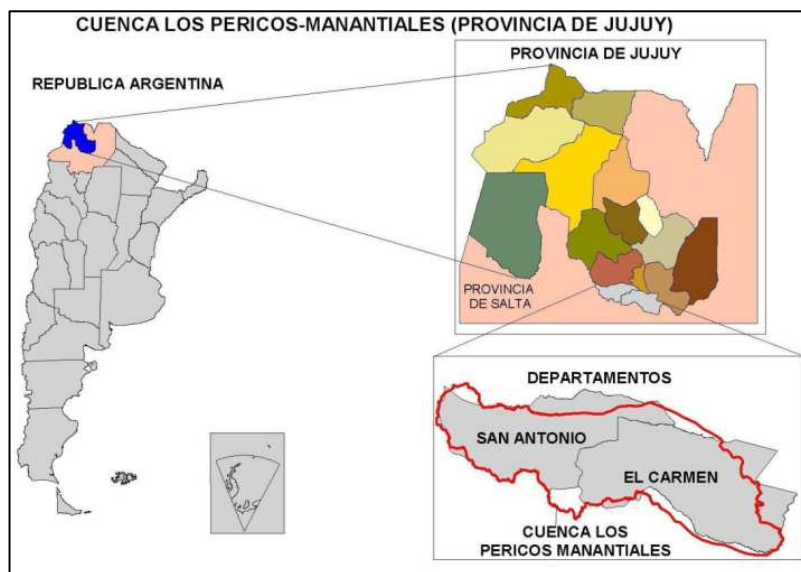 CUENCA LOS PERICOS-MANANTIALES (PROVINCIA DE JUJUY)
REPUBLICA ARGENTINA
PROVINCIA DE JUJUY
PROVINCIA
DE SALTA
DEPARTAMENTOS
SAN ANTONIO
EL CARMEN
CUENCA LOS
PERICOS MANANTIALES